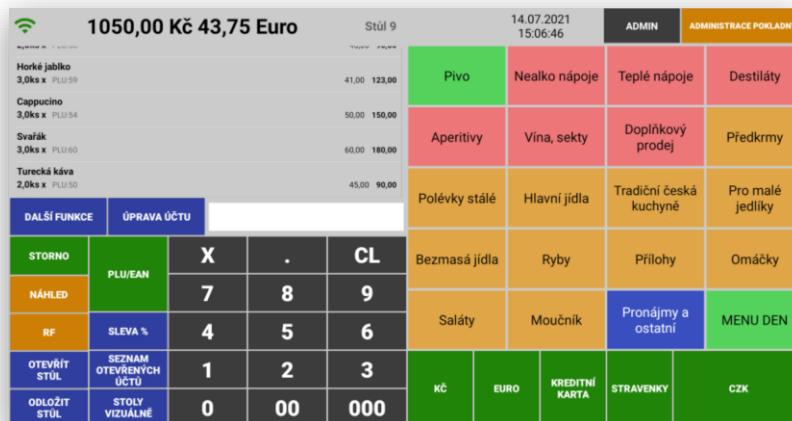 1050,00 Kč 43,75 Euro
Stůl 9
14.07.2021
15:06:46
ADMIN
ADMINISTRACE POKLADNY
Horké jablko
3,0ks x PLU:59 41,00 123,00
Cappucino
3,0ks x PLU:54 50,00 150,00
Svařák
3,0ks x PLU:60 60,00 180,00
Turecká káva
2,0ks x PLU:50 45,00 90,00
DALŠÍ FUNKCE
ÚPRAVA ÚČTU
STORNO
PLU/EAN
X
.
CL
NÁHLED
7
8
9
RF
SLEVA %
4
5
6
OTEVŘÍT
STŮL
SEZNAM
OTEVŘENÝCH
ÚČTŮ
1
2
3
ODLOŽIT
STŮL
STOLY
VIZUÁLNĚ
0
00
000
Pivo
Nealko nápoje
Teplé nápoje
Destiláty
Aperitivy
Vína, sekty
Doplňkový
prodej
Předkrmy
Polévky stálé
Hlavní jídla
Tradiční česká
kuchyně
Pro malé
jedlíky
Bezmasá jídla
Ryby
Přílohy
Omáčky
Saláty
Moučník
Pronájmy a
ostatní
MENU DEN
KČ
EURO
KREDITNÍ
KARTA
STRAVENKY
CZK